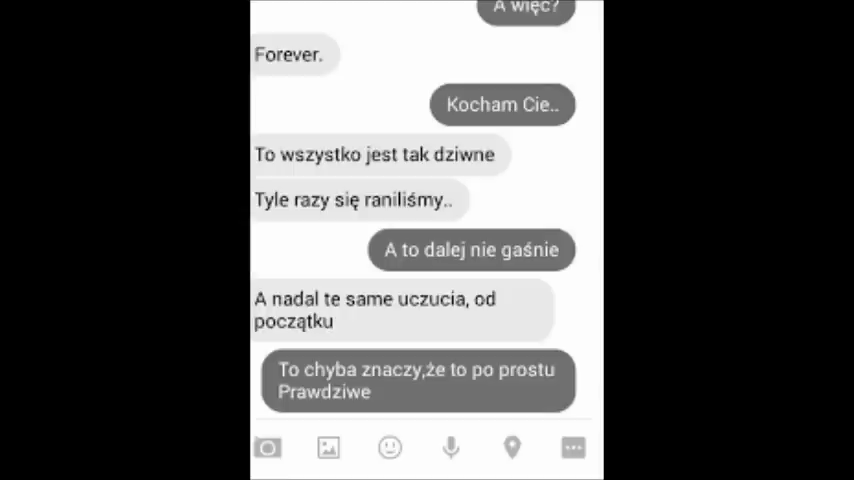 A więc?
Forever.
Kocham Cie..
To wszystko jest tak dziwne
Tyle razy się raniliśmy..
A to dalej nie gaśnie
A nadal te same uczucia, od
początku
To chyba znaczy,że to po prostu
Prawdziwe